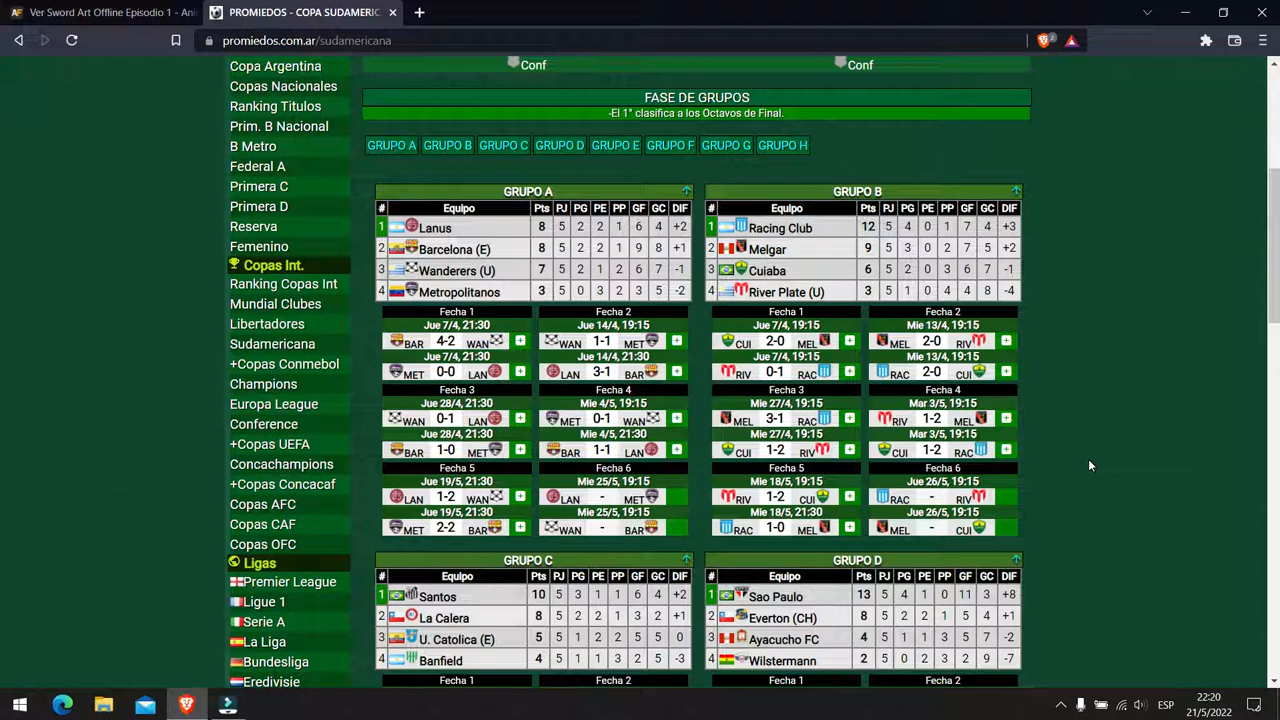 Ver Sword Art Offline Episodio 1 - Ani
PROMIEDOS - COPA SUDAMERIC
promiedos.com.ar/sudamericana
2
Copa Argentina
Copas Nacionales
Ranking Titulos
Prim. B Nacional
B Metro
Federal A
Primera C
Primera D
Reserva
Femenino
Copas Int.
Ranking Copas Int
Mundial Clubes
Libertadores
Sudamericana
+Copas Conmebol
Champions
Europa League
Conference
+Copas UEFA
Concachampions
+Copas Concacaf
Copas AFC
Copas CAF
Copas OFC
Ligas
Premier League
Ligue 1
Serie A
La Liga
Bundesliga
Eredivisie
Conf Conf
FASE DE GRUPOS
-El 1° clasifica a los Octavos de Final.
GRUPO A GRUPO B GRUPO C GRUPO D GRUPO E GRUPO F GRUPO G GRUPO H
GRUPO A
# Equipo Pts PJ PG PE PP GF GC DIF
1 Lanus 8 5 2 2 1 6 4 +2
2 Barcelona (E) 8 5 2 2 1 9 8 +1
3 Wanderers (U) 7 5 2 1 2 6 7 -1
4 Metropolitanos 3 5 0 3 2 3 5 -2
Fecha 1 Fecha 2
Jue 7/4, 21:30 Jue 14/4, 19:15
BAR 4-2 WAN + WAN 1-1 MET +
Jue 7/4, 21:30 Jue 14/4, 21:30
MET 0-0 LAN + LAN 3-1 BAR +
Fecha 3 Fecha 4
Jue 28/4, 21:30 Mie 4/5, 19:15
WAN 0-1 LAN + MET 0-1 WAN +
Jue 28/4, 21:30 Mie 4/5, 21:30
BAR 1-0 MET + BAR 1-1 LAN +
Fecha 5 Fecha 6
Jue 19/5, 21:30 Mie 25/5, 19:15
LAN 1-2 WAN + LAN - MET
Jue 19/5, 21:30 Mie 25/5, 19:15
MET 2-2 BAR + WAN - BAR
GRUPO B
# Equipo Pts PJ PG PE PP GF GC DIF
1 Racing Club 12 5 4 0 1 7 4 +3
2 Melgar 9 5 3 0 2 7 5 +2
3 Cuiaba 6 5 2 0 3 6 7 -1
4 River Plate (U) 3 5 1 0 4 4 8 -4
Fecha 1 Fecha 2
Jue 7/4, 19:15 Mie 13/4, 19:15
CUI 2-0 MEL + MEL 2-0 RIV +
Jue 7/4, 19:15 Mie 13/4, 19:15
RIV 0-1 RAC + RAC 2-0 CUI +
Fecha 3 Fecha 4
Mie 27/4, 19:15 Mar 3/5, 19:15
MEL 3-1 RAC + RIV 1-2 MEL +
Mie 27/4, 19:15 Mar 3/5, 19:15
CUI 1-2 RIV + CUI 1-2 RAC +
Fecha 5 Fecha 6
Mie 18/5, 19:15 Jue 26/5, 19:15
RIV 1-2 CUI + RAC - RIV
Mie 18/5, 21:30 Jue 26/5, 19:15
RAC 1-0 MEL + MEL - CUI
GRUPO C
# Equipo Pts PJ PG PE PP GF GC DIF
1 Santos 10 5 3 1 1 6 4 +2
2 La Calera 8 5 2 2 1 3 2 +1
3 U. Catolica (E) 5 5 1 2 2 5 5 0
4 Banfield 4 5 1 1 3 2 5 -3
Fecha 1 Fecha 2
GRUPO D
# Equipo Pts PJ PG PE PP GF GC DIF
1 Sao Paulo 13 5 4 1 0 11 3 +8
2 Everton (CH) 8 5 2 2 1 5 4 +1
3 Ayacucho FC 4 5 1 1 3 5 7 -2
4 Wilstermann 2 5 0 2 3 2 9 -7
Fecha 1 Fecha 2
ESP
22:20
21/5/2022